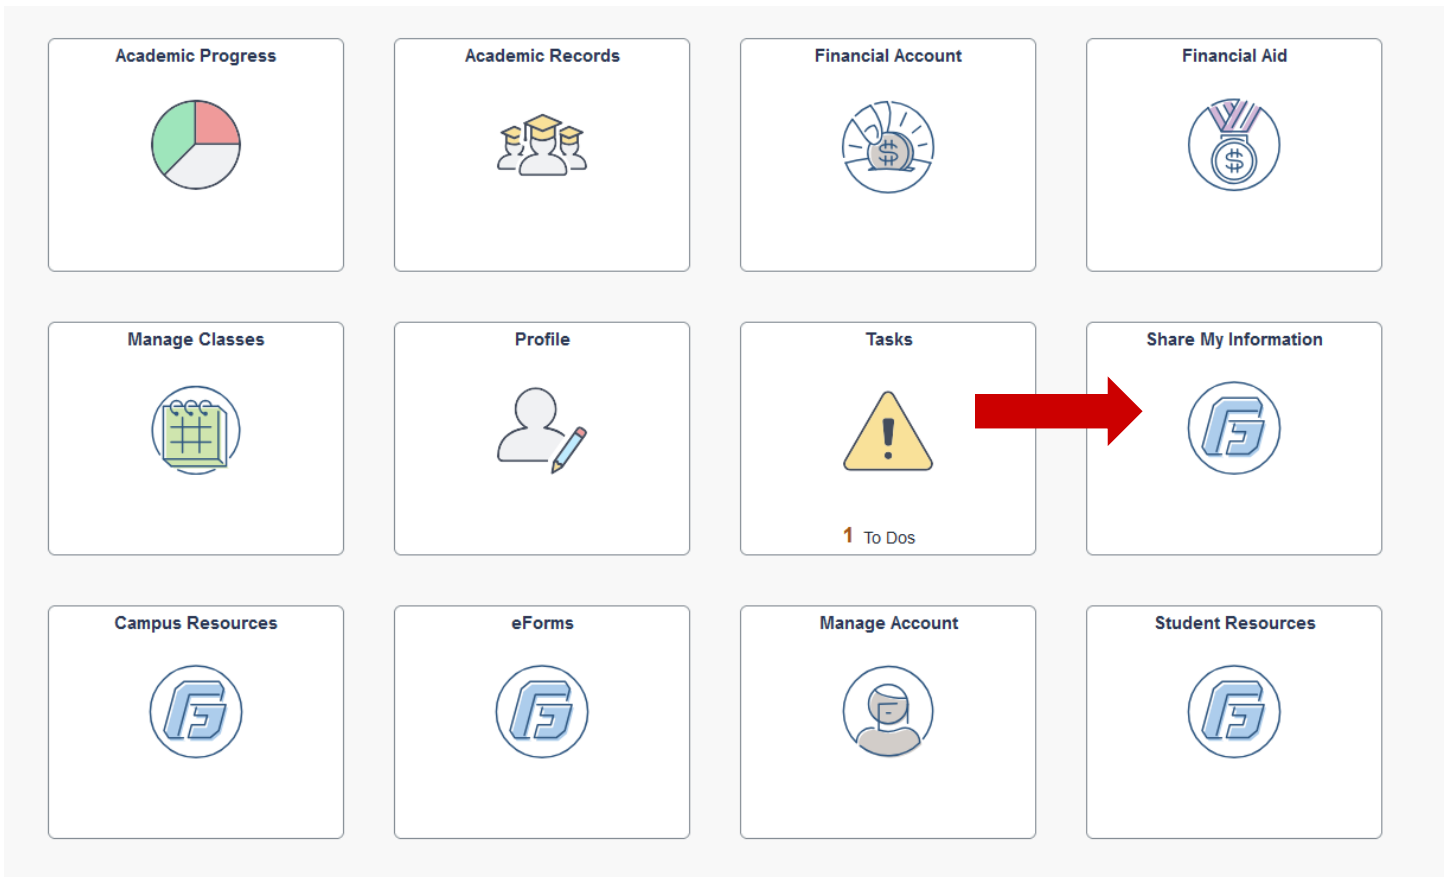 Academic Progress
Academic Records
Financial Account
Financial Aid
Manage Classes
Profile
Tasks
Share My Information
1 To Dos
Campus Resources
eForms
Manage Account
Student Resources